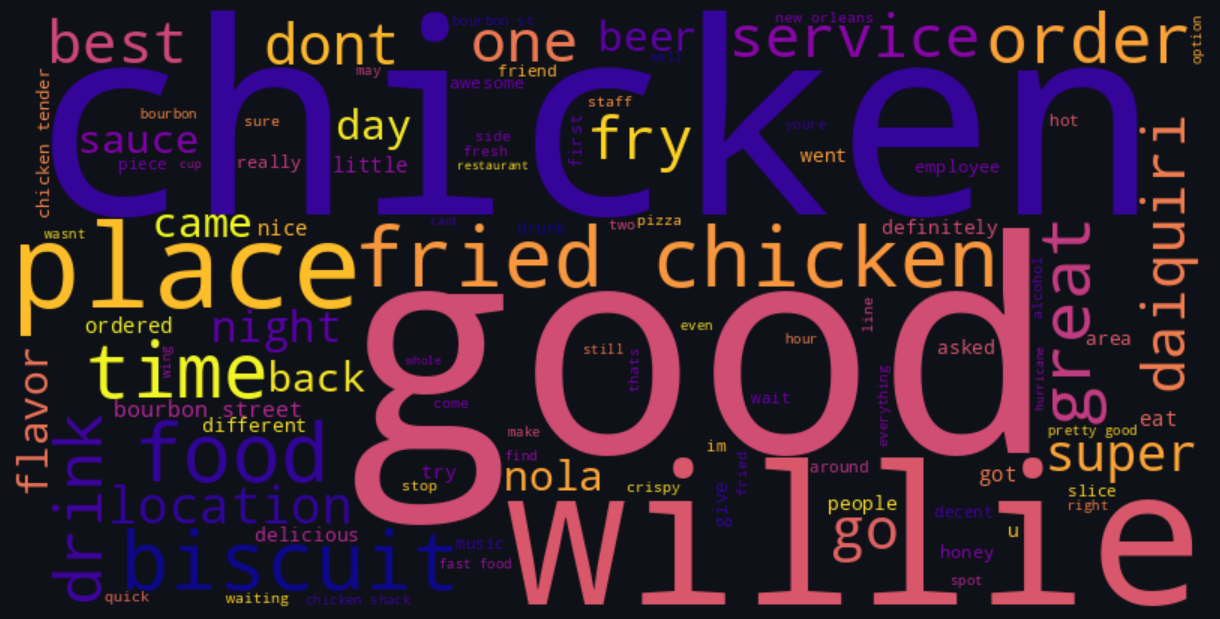 bourbon st
new orleans
best
dont
one
beer
service
order
option
well
may
friend
awesome
chicken
chicken tender
bourbon
sure
day
staff
fry
first
youre
hot
sauce
piece
cup
really
little
side
fresh
restaurant
went
employee
daiquiri
wasnt
came
nice
cant
drunk
two
pizza
definitely
place
fried chicken
great
alcohol
ordered
night
good
even
line
hour
still
thats
asked
area
time
wing
back
whole
wait
everything
hurricane
flavor
bourbon street
different
come
eat
pretty good
drink
food
make
find
im
super
try
stop
nola
crispy
give
fried
around
got
slice
right
location
people
go
willie
decent
u
delicious
biscuit
music
fast food
honey
spot
quick
waiting
chicken shack